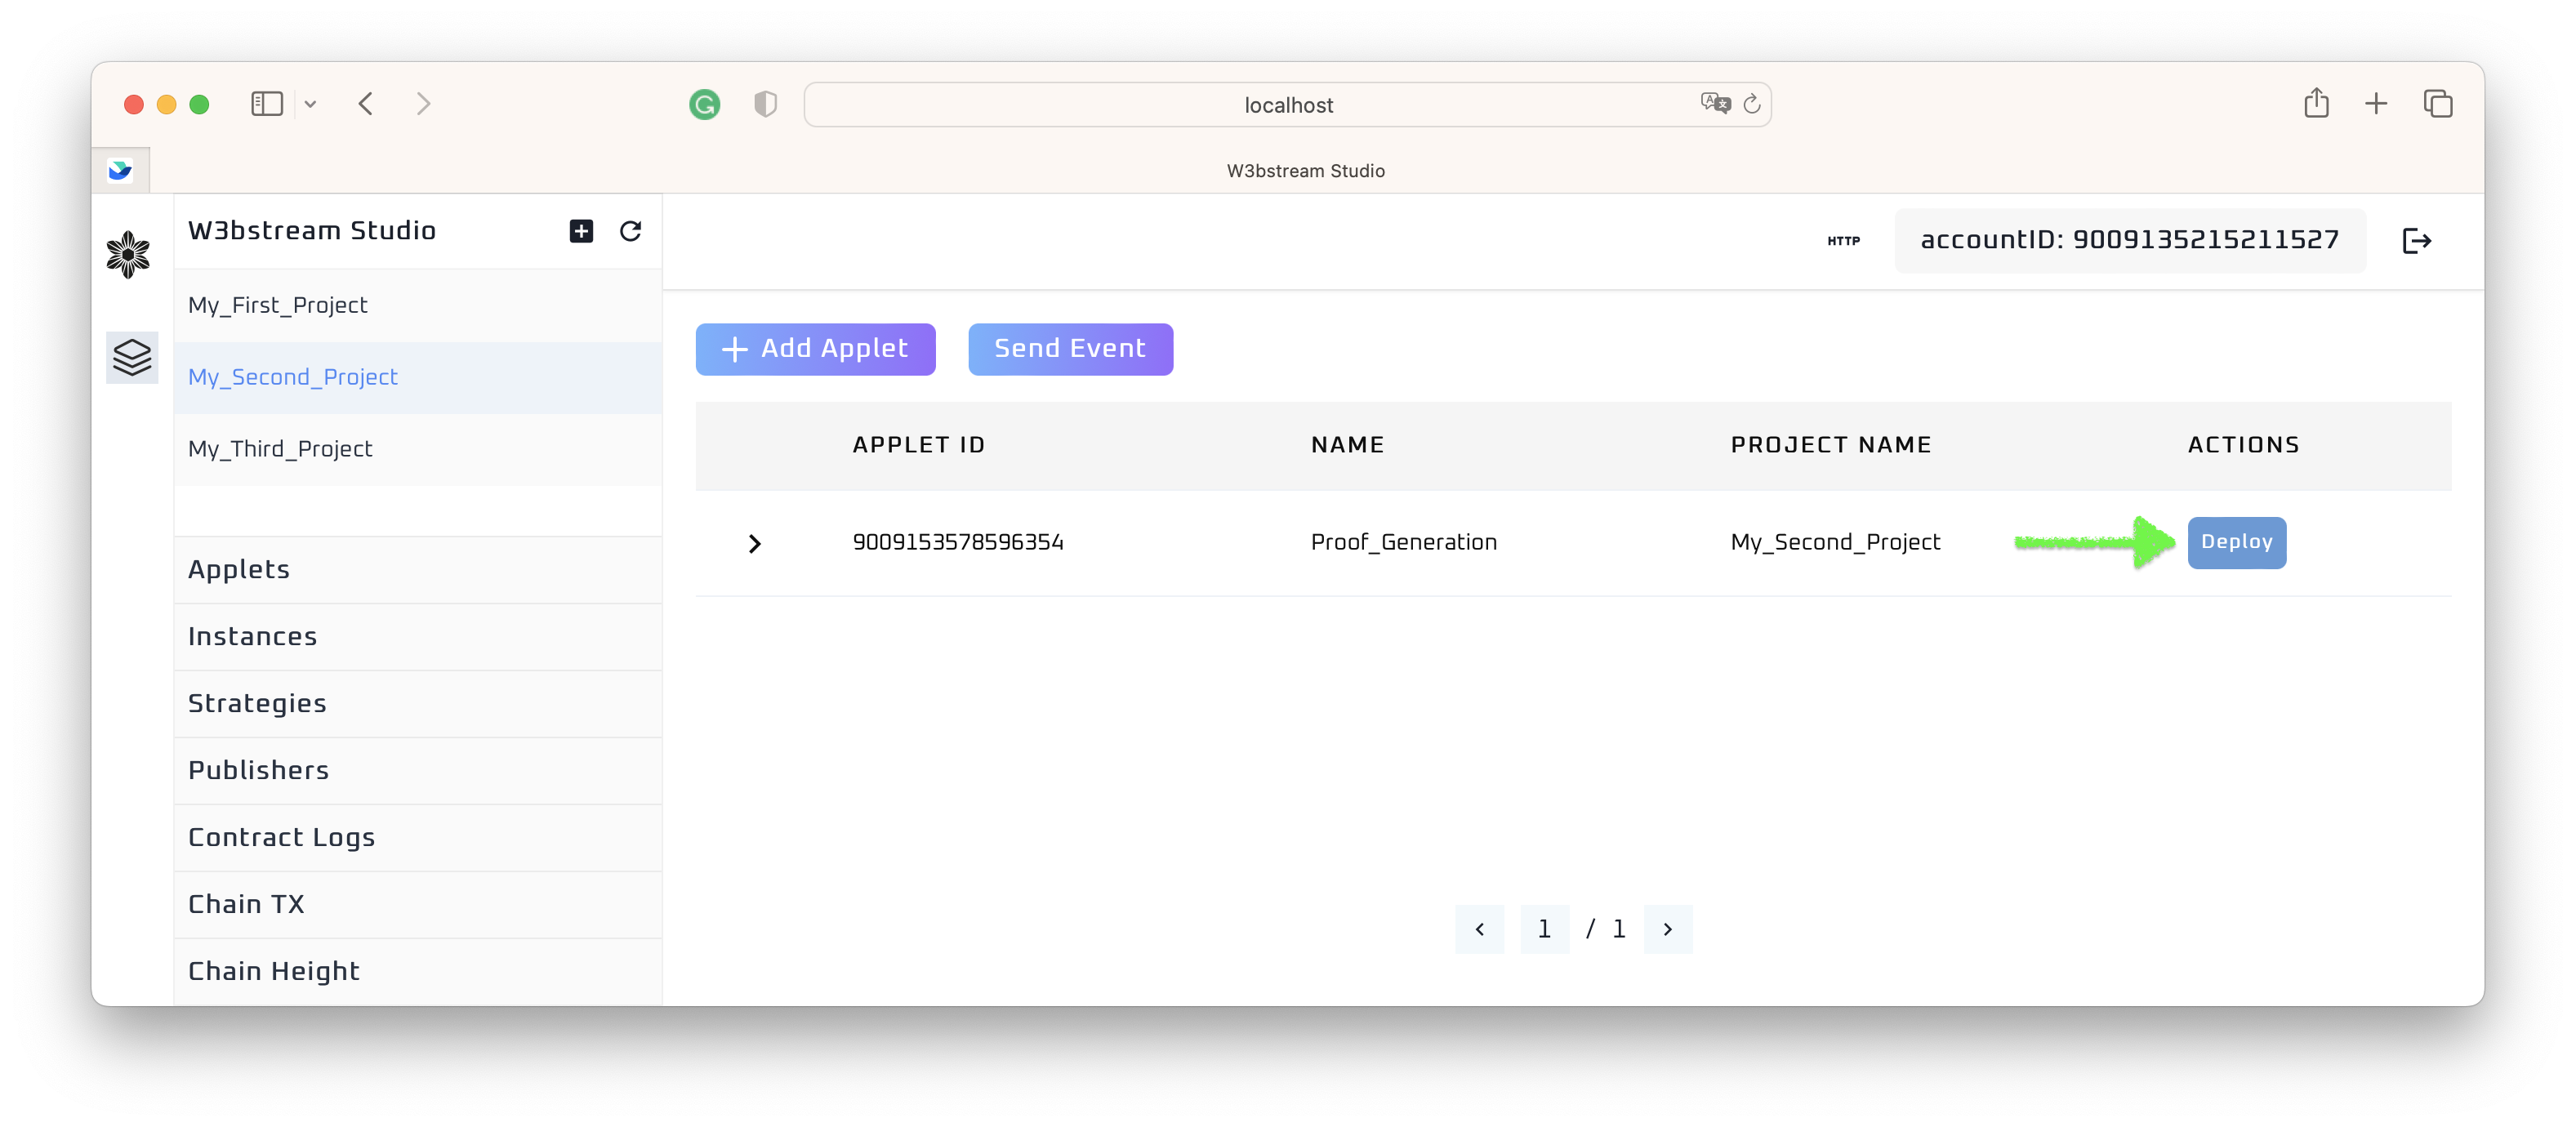 localhost
W3bstream Studio
W3bstream Studio
HTTP
accountID: 9009135215211527
My_First_Project
My_Second_Project
My_Third_Project
Add Applet
Send Event
APPLET ID NAME PROJECT NAME ACTIONS
9009153578596354 Proof_Generation My_Second_Project Deploy
Applets
Instances
Strategies
Publishers
Contract Logs
Chain TX
Chain Height
1 / 1